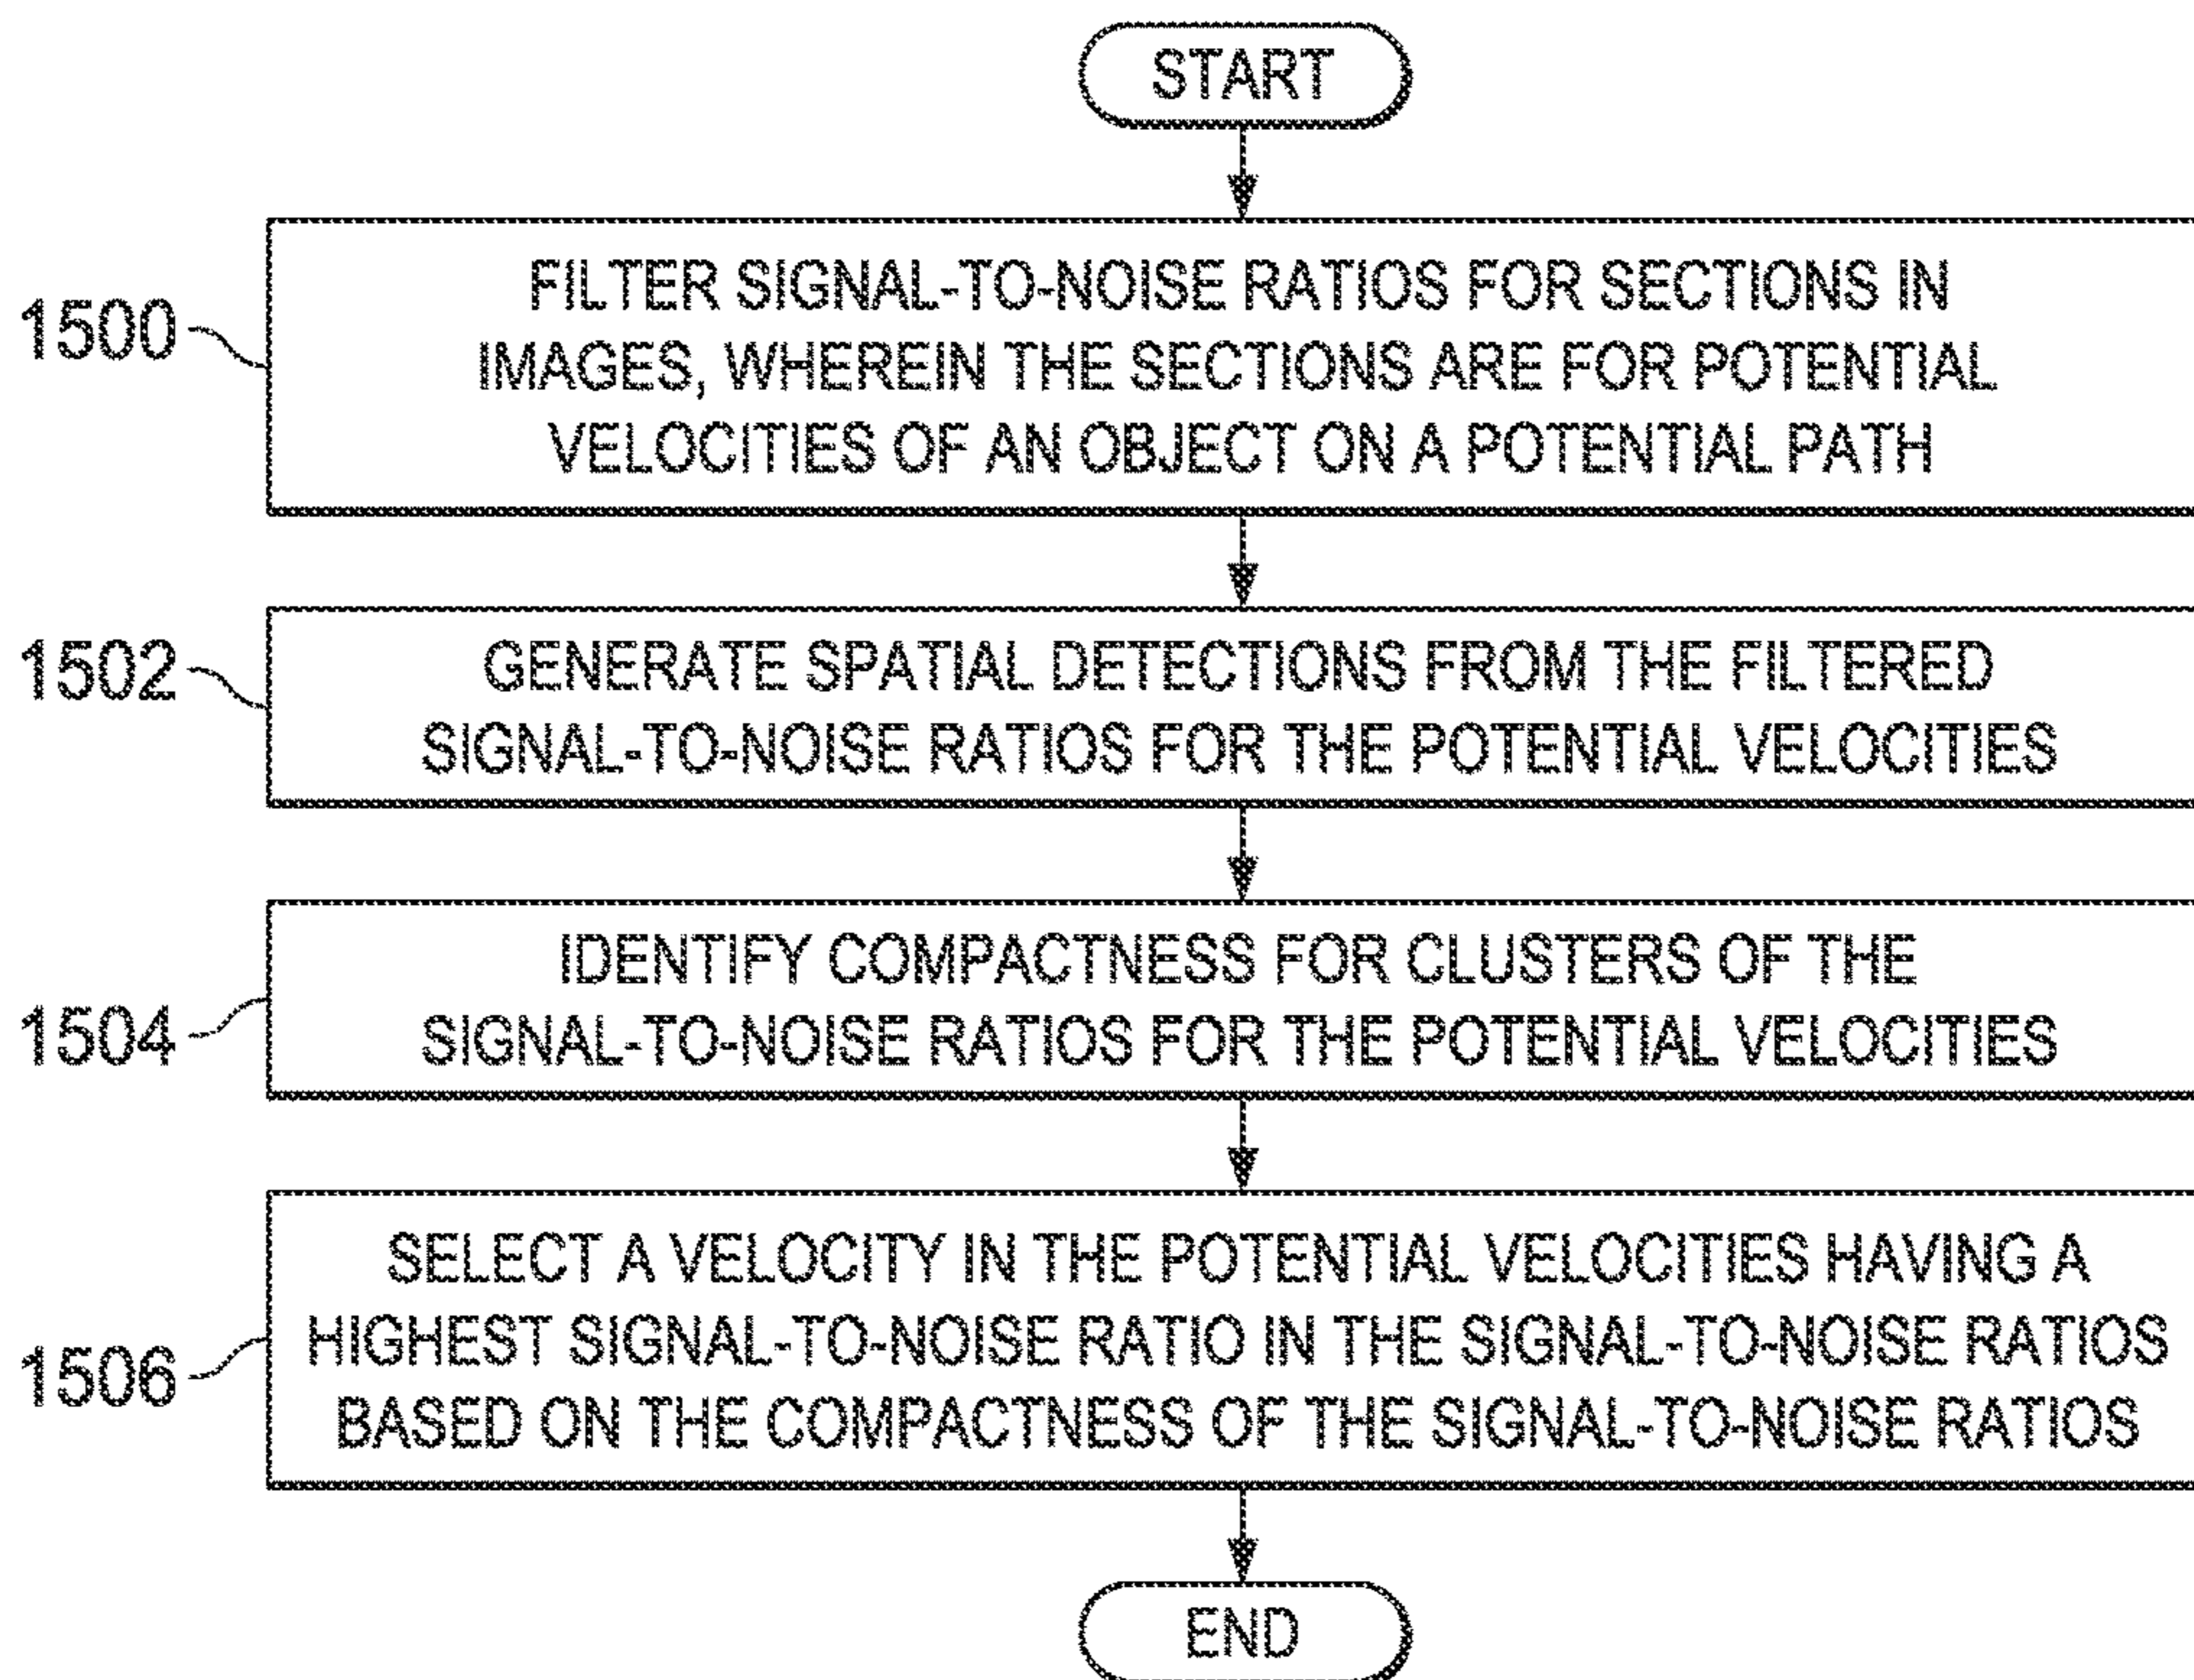 START
1500
FILTER SIGNAL-TO-NOISE RATIOS FOR SECTIONS IN
IMAGES, WHEREIN THE SECTIONS ARE FOR POTENTIAL
VELOCITIES OF AN OBJECT ON A POTENTIAL PATH
1502
GENERATE SPATIAL DETECTIONS FROM THE FILTERED
SIGNAL-TO-NOISE RATIOS FOR THE POTENTIAL VELOCITIES
1504
IDENTIFY COMPACTNESS FOR CLUSTERS OF THE
SIGNAL-TO-NOISE RATIOS FOR THE POTENTIAL VELOCITIES
1506
SELECT A VELOCITY IN THE POTENTIAL VELOCITIES HAVING A
HIGHEST SIGNAL-TO-NOISE RATIO IN THE SIGNAL-TO-NOISE RATIOS
BASED ON THE COMPACTNESS OF THE SIGNAL-TO-NOISE RATIOS
END